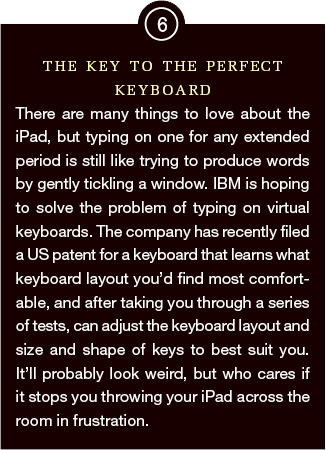 6
THE KEY TO THE PERFECT
KEYBOARD
There are many things to love about the
iPad, but typing on one for any extended
period is still like trying to produce words
by gently tickling a window. IBM is hoping
to solve the problem of typing on virtual
keyboards. The company has recently filed
a US patent for a keyboard that learns what
keyboard layout you’d find most comfort-
able, and after taking you through a series
of tests, can adjust the keyboard layout and
size and shape of keys to best suit you.
It’ll probably look weird, but who cares if
it stops you throwing your iPad across the
room in frustration.